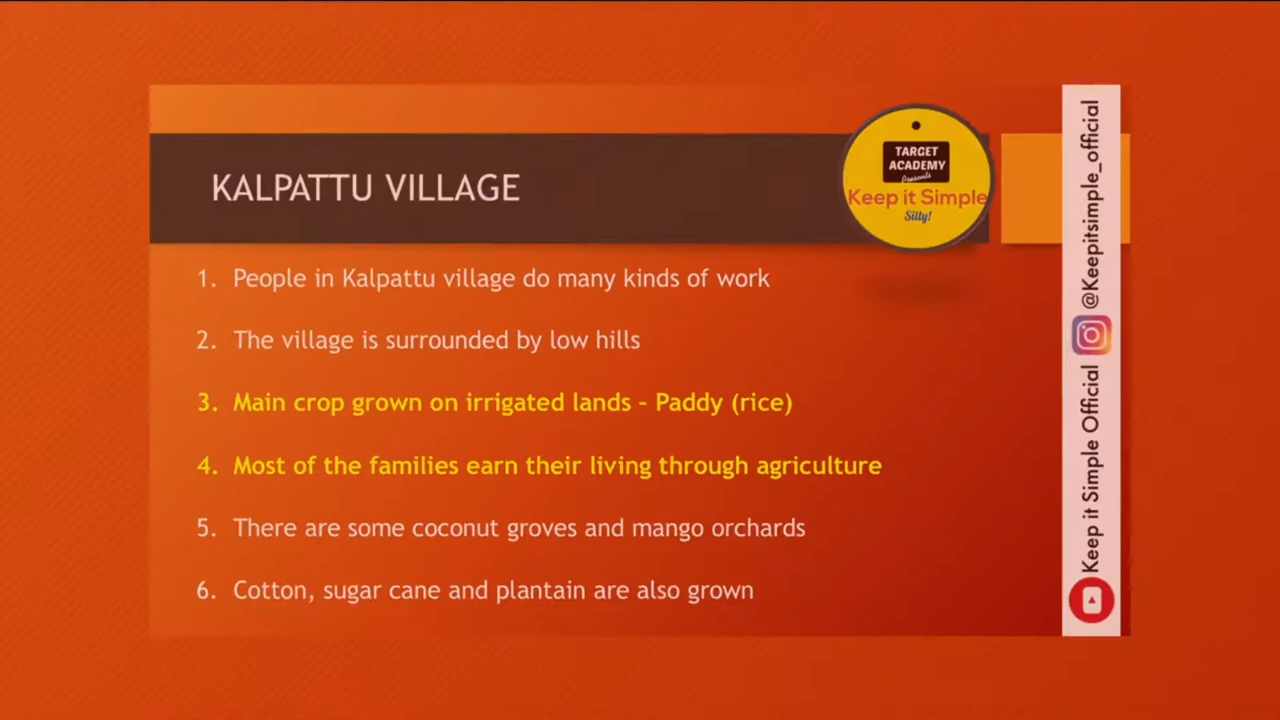 KALPATTU VILLAGE
TARGET
ACADEMY
Presents
Keep it Simple
Silly!
1. People in Kalpattu village do many kinds of work
2. The village is surrounded by low hills
3. Main crop grown on irrigated lands – Paddy (rice)
4. Most of the families earn their living through agriculture
5. There are some coconut groves and mango orchards
6. Cotton, sugar cane and plantain are also grown
Keep it Simple Official
@Keepitsimple_official